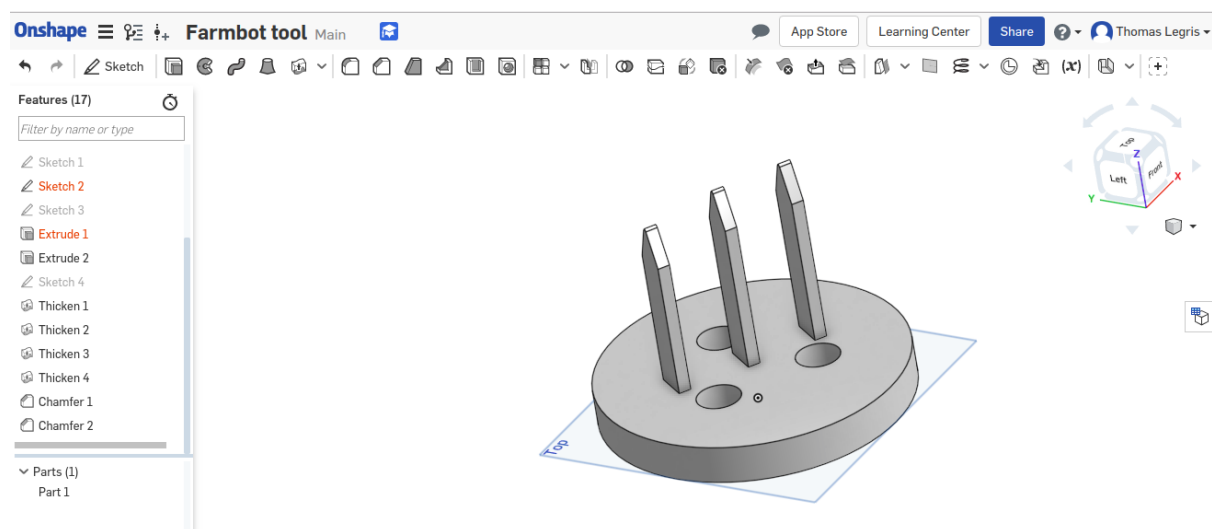 Onshape Farmbot tool Main App Store Learning Center Share Thomas Legris
Sketch (x)
Features (17)
Filter by name or type
Sketch 1
Sketch 2
Sketch 3
Extrude 1
Extrude 2
Sketch 4
Thicken 1
Thicken 2
Thicken 3
Thicken 4
Chamfer 1
Chamfer 2
Parts (1)
Part 1
Top
Top
Z
Left Front X
Y